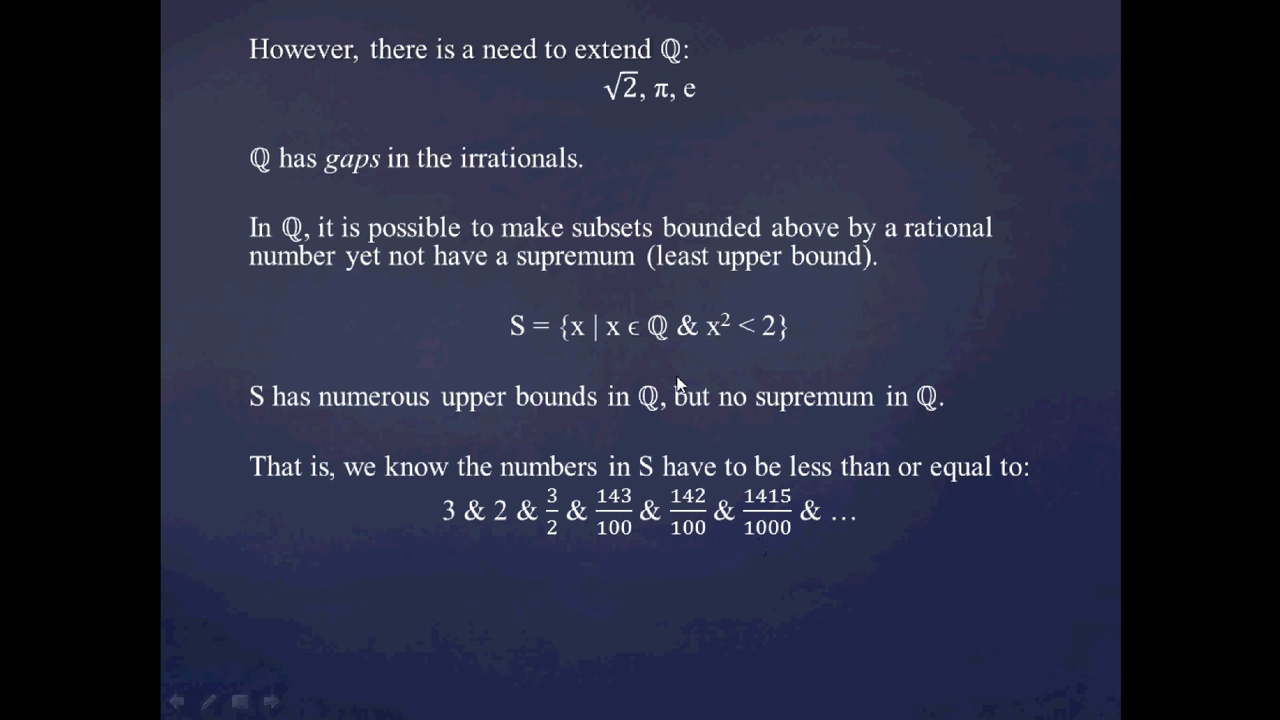 However, there is a need to extend ℚ:
√2, π, e
ℚ has gaps in the irrationals.
In ℚ, it is possible to make subsets bounded above by a rational
number yet not have a supremum (least upper bound).
S = {x | x ϵ ℚ & x² < 2}
S has numerous upper bounds in ℚ, but no supremum in ℚ.
That is, we know the numbers in S have to be less than or equal to:
3 & 2 & 3/2 & 143/100 & 142/100 & 1415/1000 & …